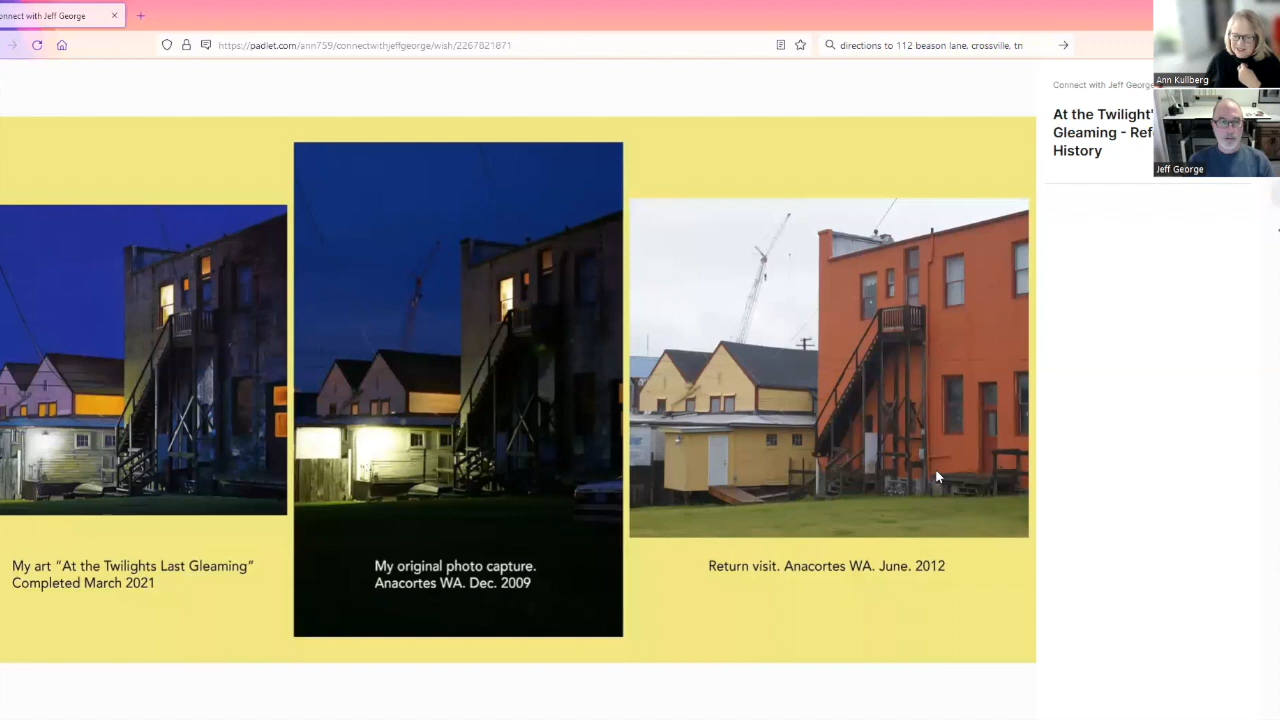 onnect with Jeff George
https://padlet.com/ann759/connectwithjeffgeorge/wish/2267821871
directions to 112 beason lane, crossville, tn
Ann Kullberg
Connect with Jeff George
At the Twilight'
Gleaming - Ref
History
Jeff George
My art “At the Twilights Last Gleaming”
Completed March 2021
My original photo capture.
Anacortes WA. Dec. 2009
Return visit. Anacortes WA. June. 2012